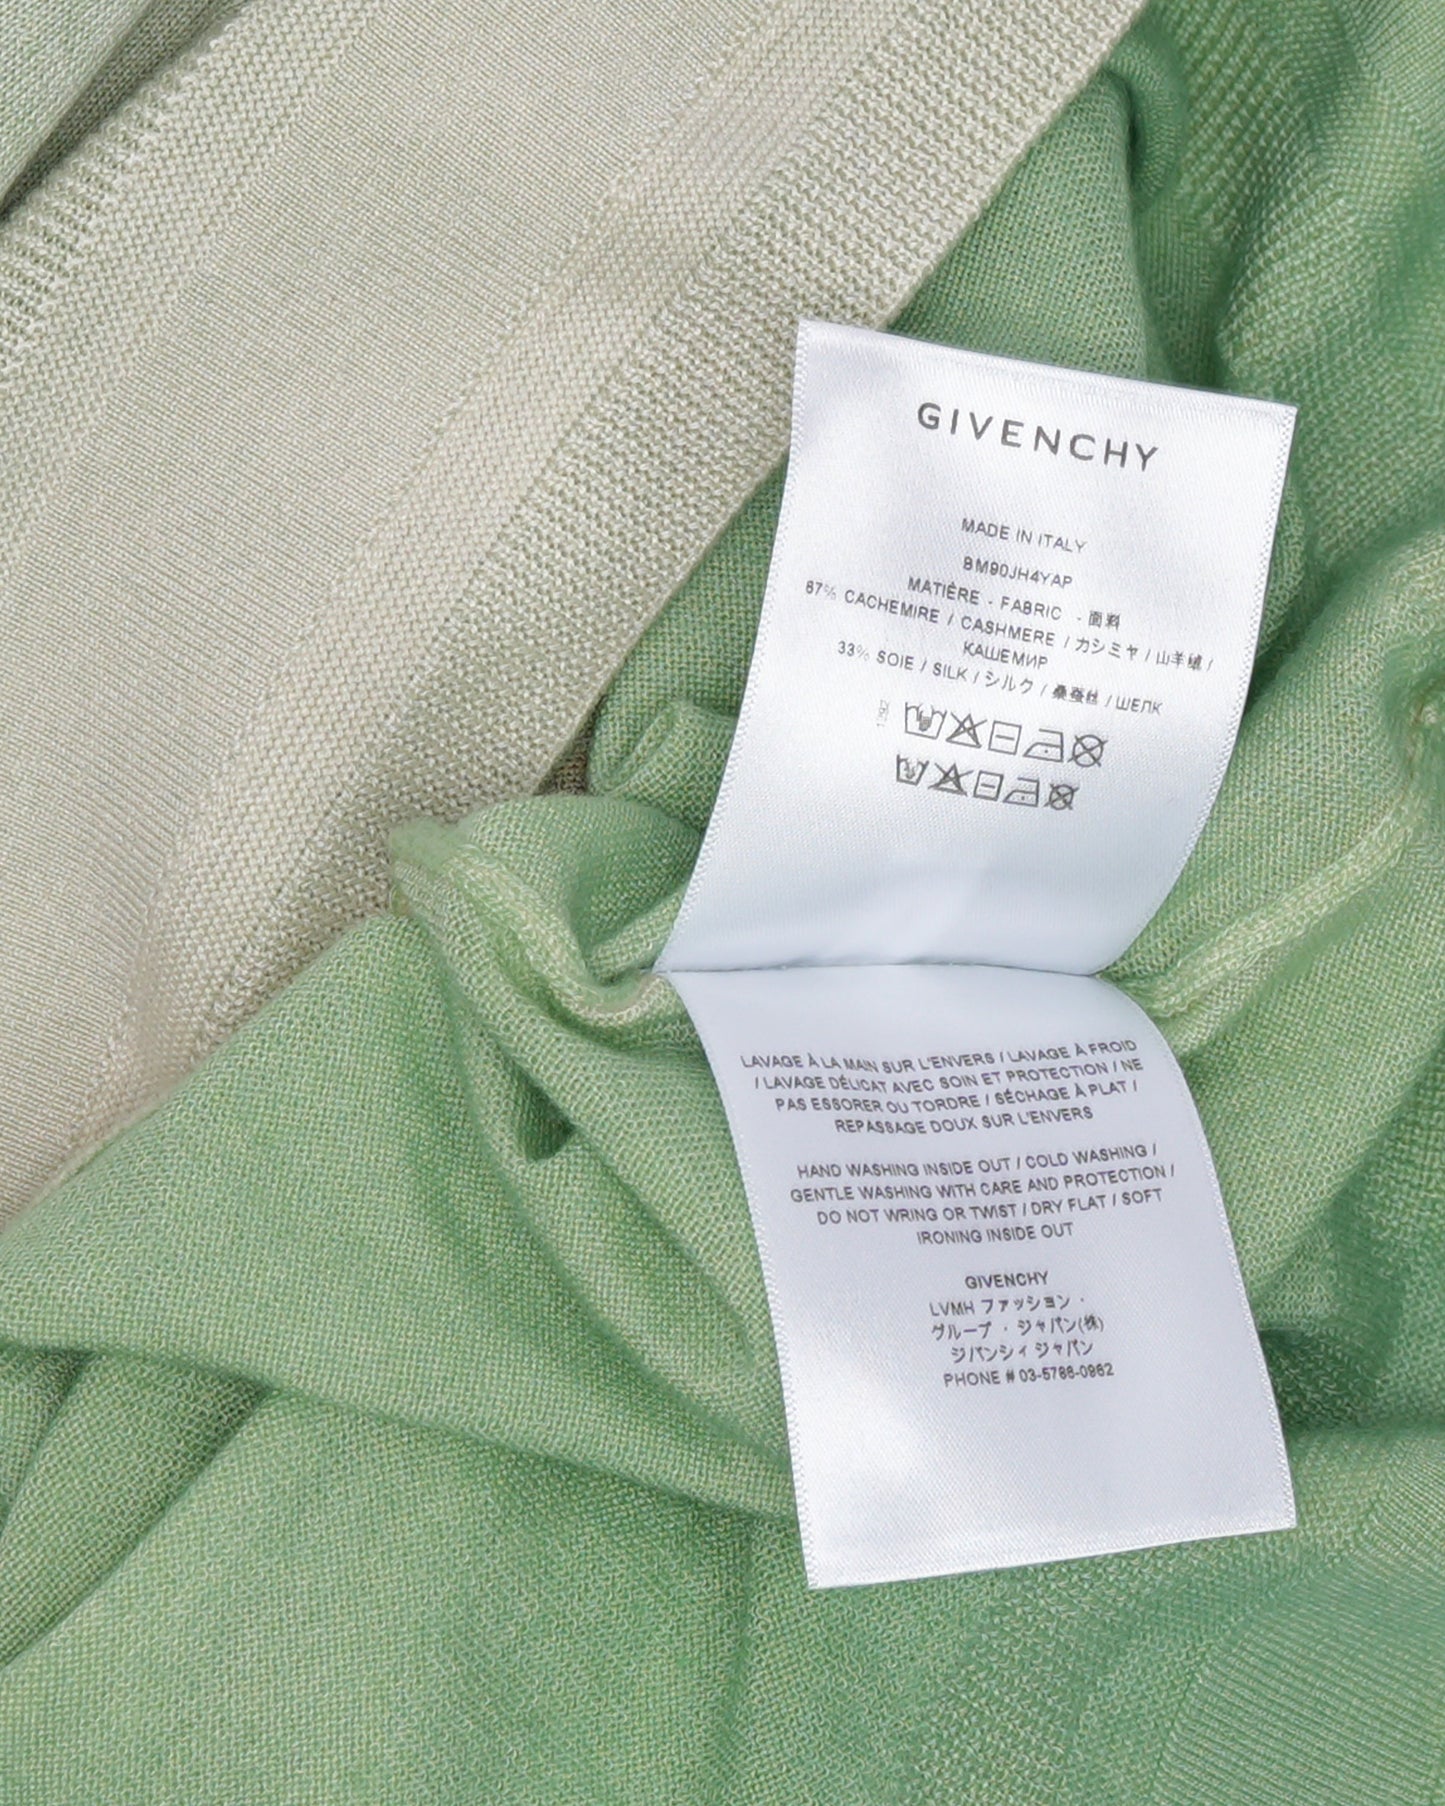 GIVENCHY
MADE IN ITALY
BM90JH4YAP
MATIÈRE - FABRIC - 面料
67% CACHEMIRE / CASHMERE / カシミヤ / 山羊绒 /
КАШЕМИР
33% SOIE / SILK / シルク / 桑蚕丝 / ШЕЛК
LAVAGE À LA MAIN SUR L'ENVERS / LAVAGE À FROID
/ LAVAGE DÉLICAT AVEC SOIN ET PROTECTION / NE
PAS ESSORER OU TORDRE / SÉCHAGE À PLAT /
REPASSAGE DOUX SUR L'ENVERS
HAND WASHING INSIDE OUT / COLD WASHING /
GENTLE WASHING WITH CARE AND PROTECTION /
DO NOT WRING OR TWIST / DRY FLAT / SOFT
IRONING INSIDE OUT
GIVENCHY
LVMH ファッション ·
グループ · ジャパン(株)
ジバンシィ ジャパン
PHONE # 03-5786-0962